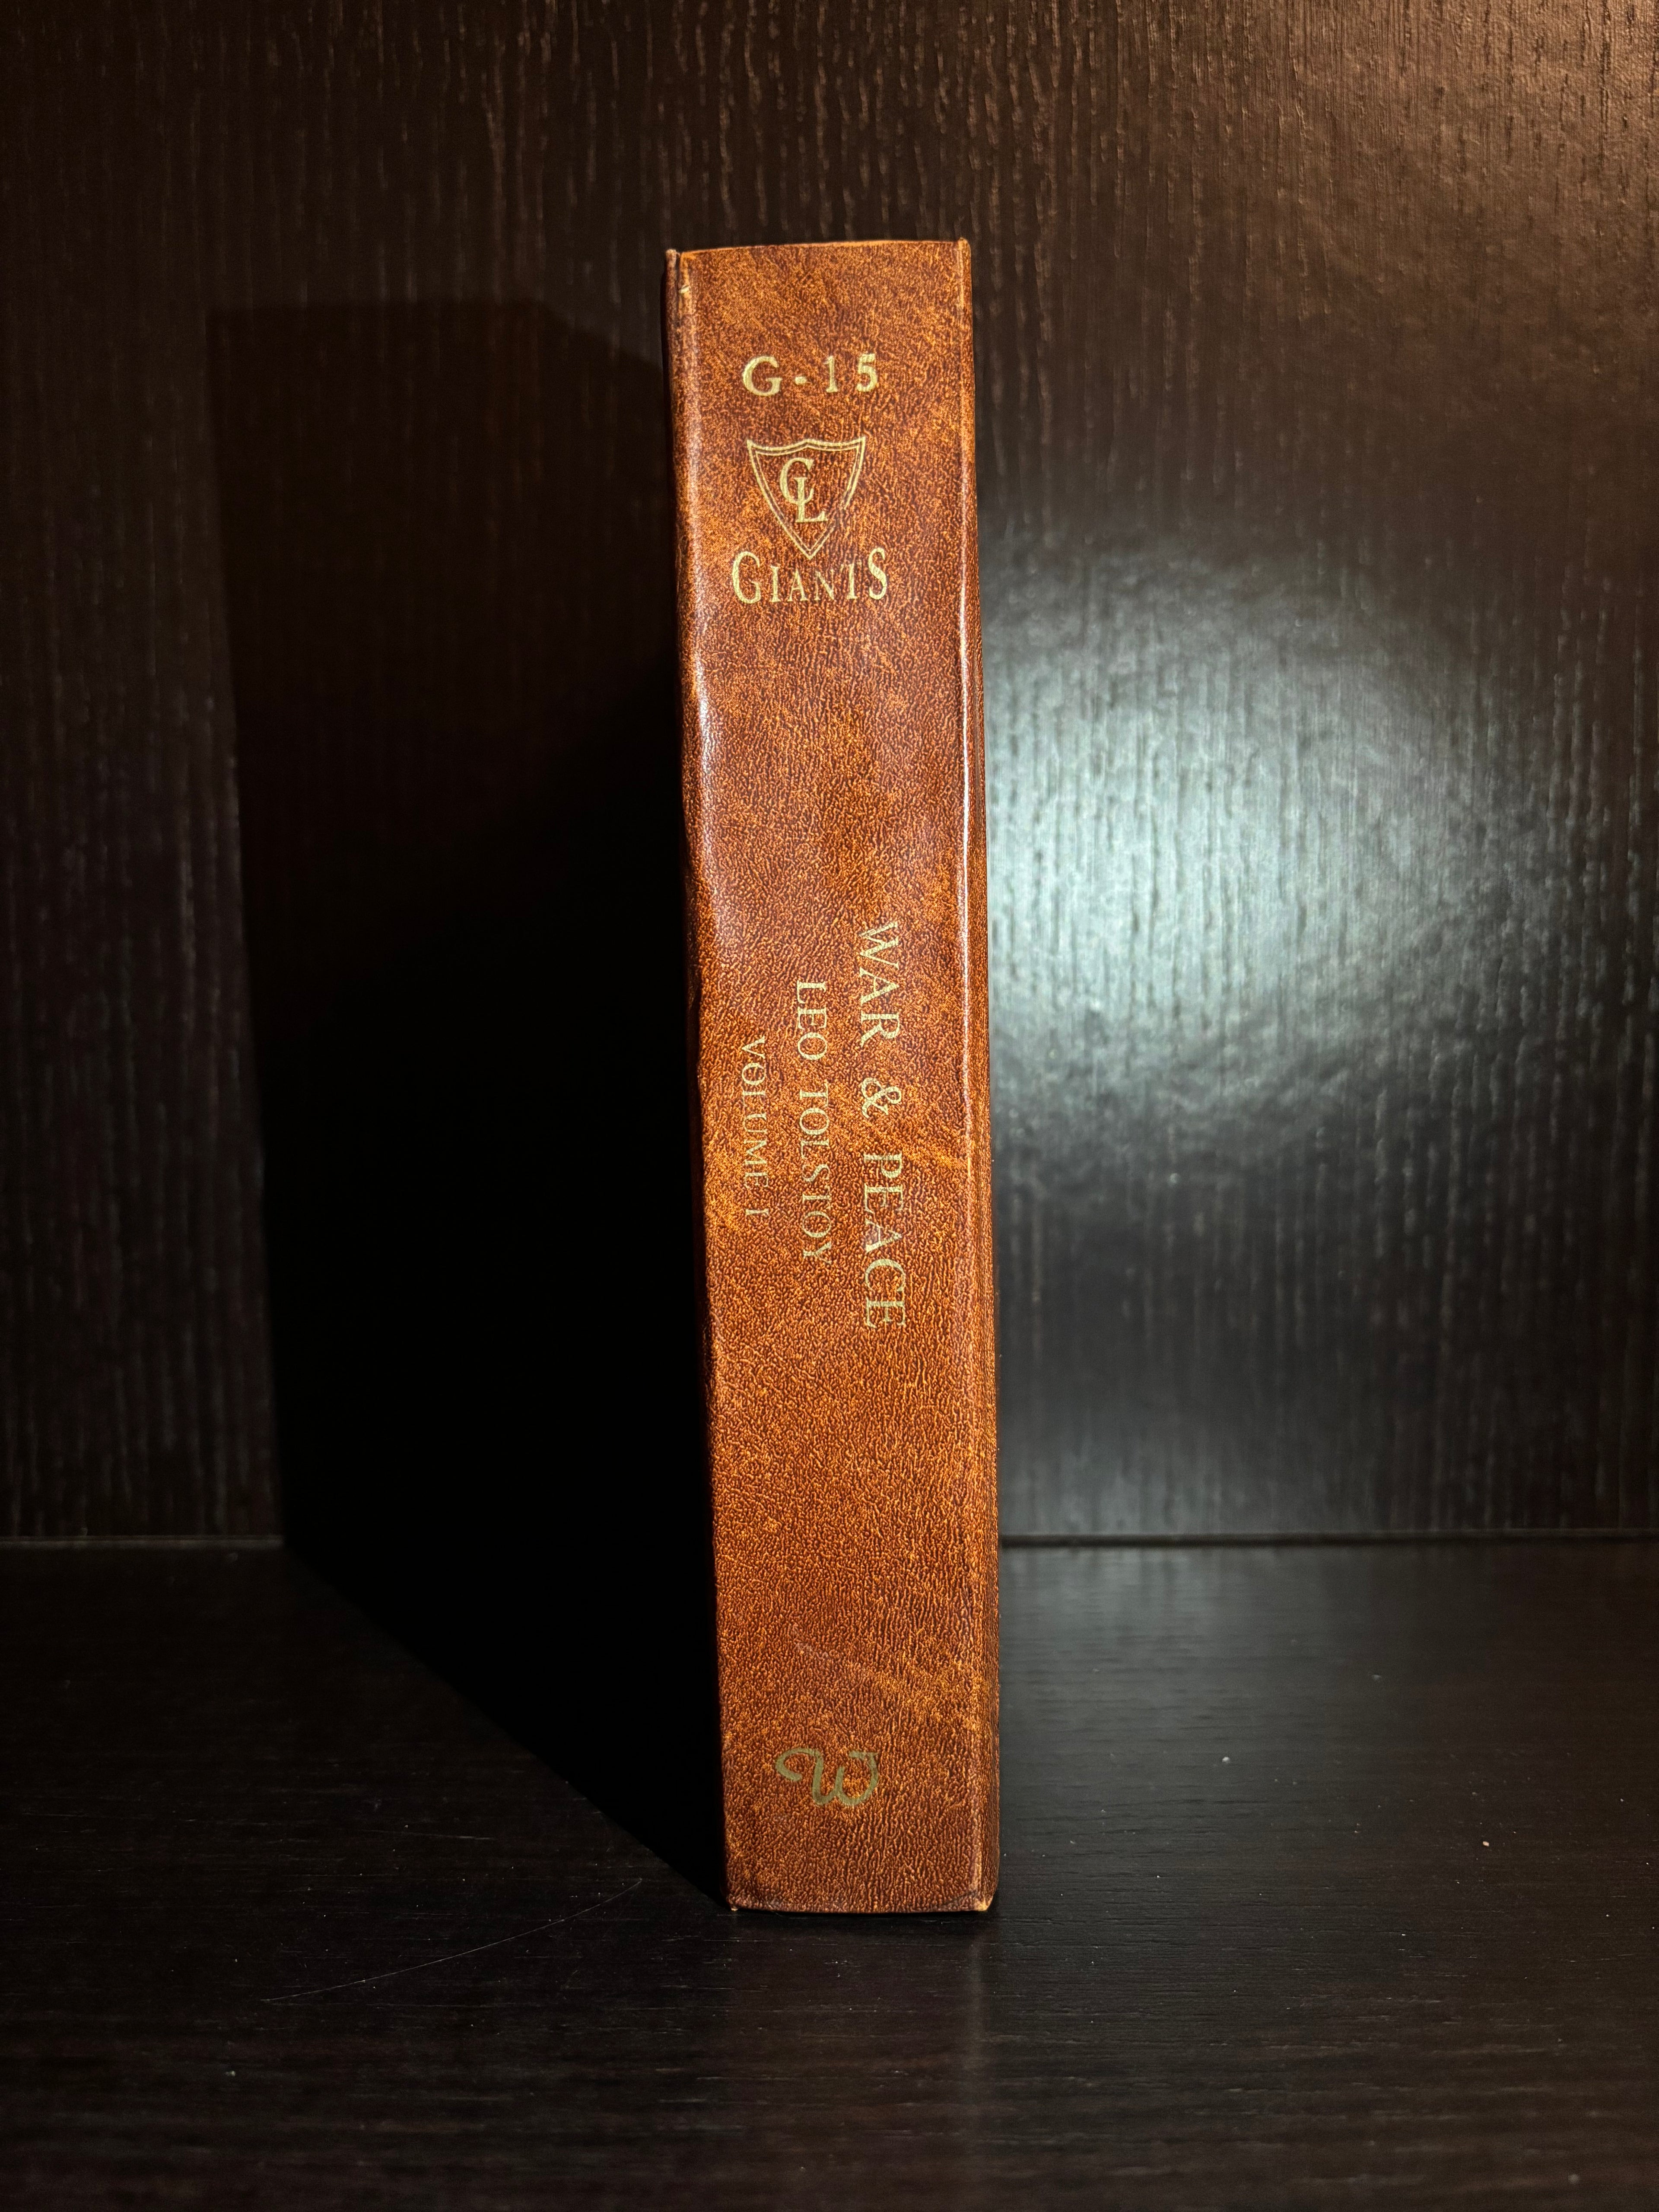 G-15
CL
GIANTS
WAR & PEACE
LEO TOLSTOY
VOLUME I
W